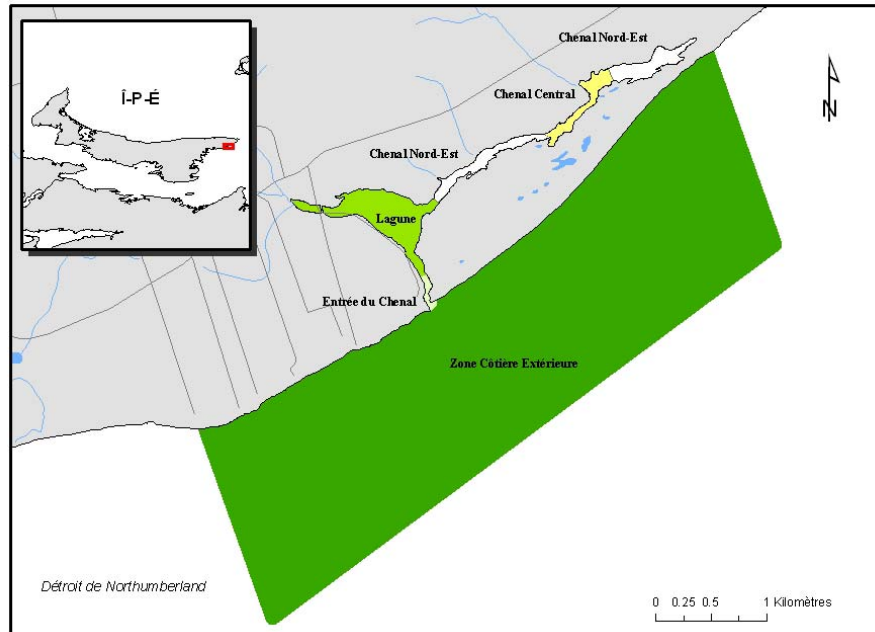 Chenal Nord-Est
Î-P-É
Chenal Central
N
Chenal Nord-Est
Lagune
Entrée du Chenal
Zone Côtière Extérieure
Détroit de Northumberland
0 0.25 0.5 1 Kilomètres